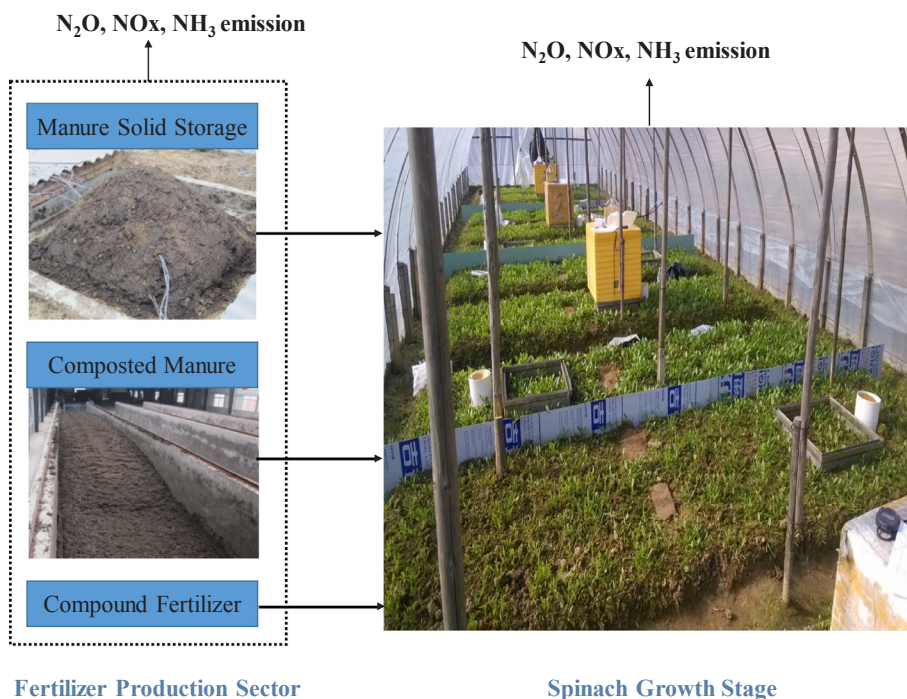 N₂O, NOx, NH₃ emission
N₂O, NOx, NH₃ emission
Manure Solid Storage
Composted Manure
Compound Fertilizer
Fertilizer Production Sector
Spinach Growth Stage